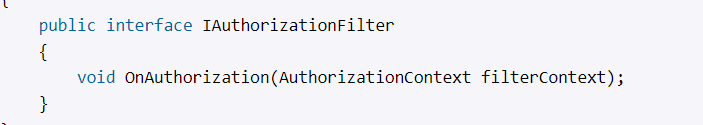 {
public interface IAuthorizationFilter
{
void OnAuthorization(AuthorizationContext filterContext);
}
}